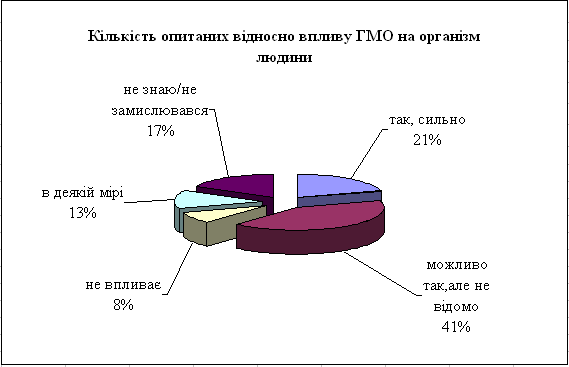 Кількість опитаних відносно впливу ГМО на організм
людини
не знаю/не
замислювався
17%
так, сильно
21%
в деякій мірі
13%
не впливає
8%
можливо
так,але не
відомо
41%